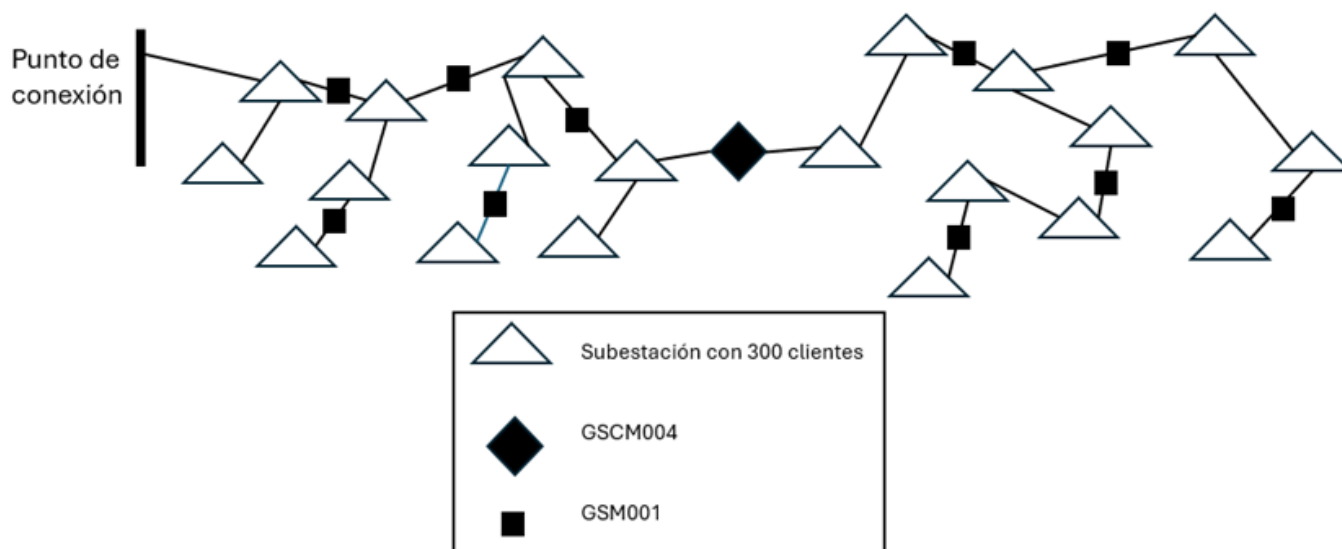 Punto de
conexión
Subestación con 300 clientes
GSCM004
GSM001